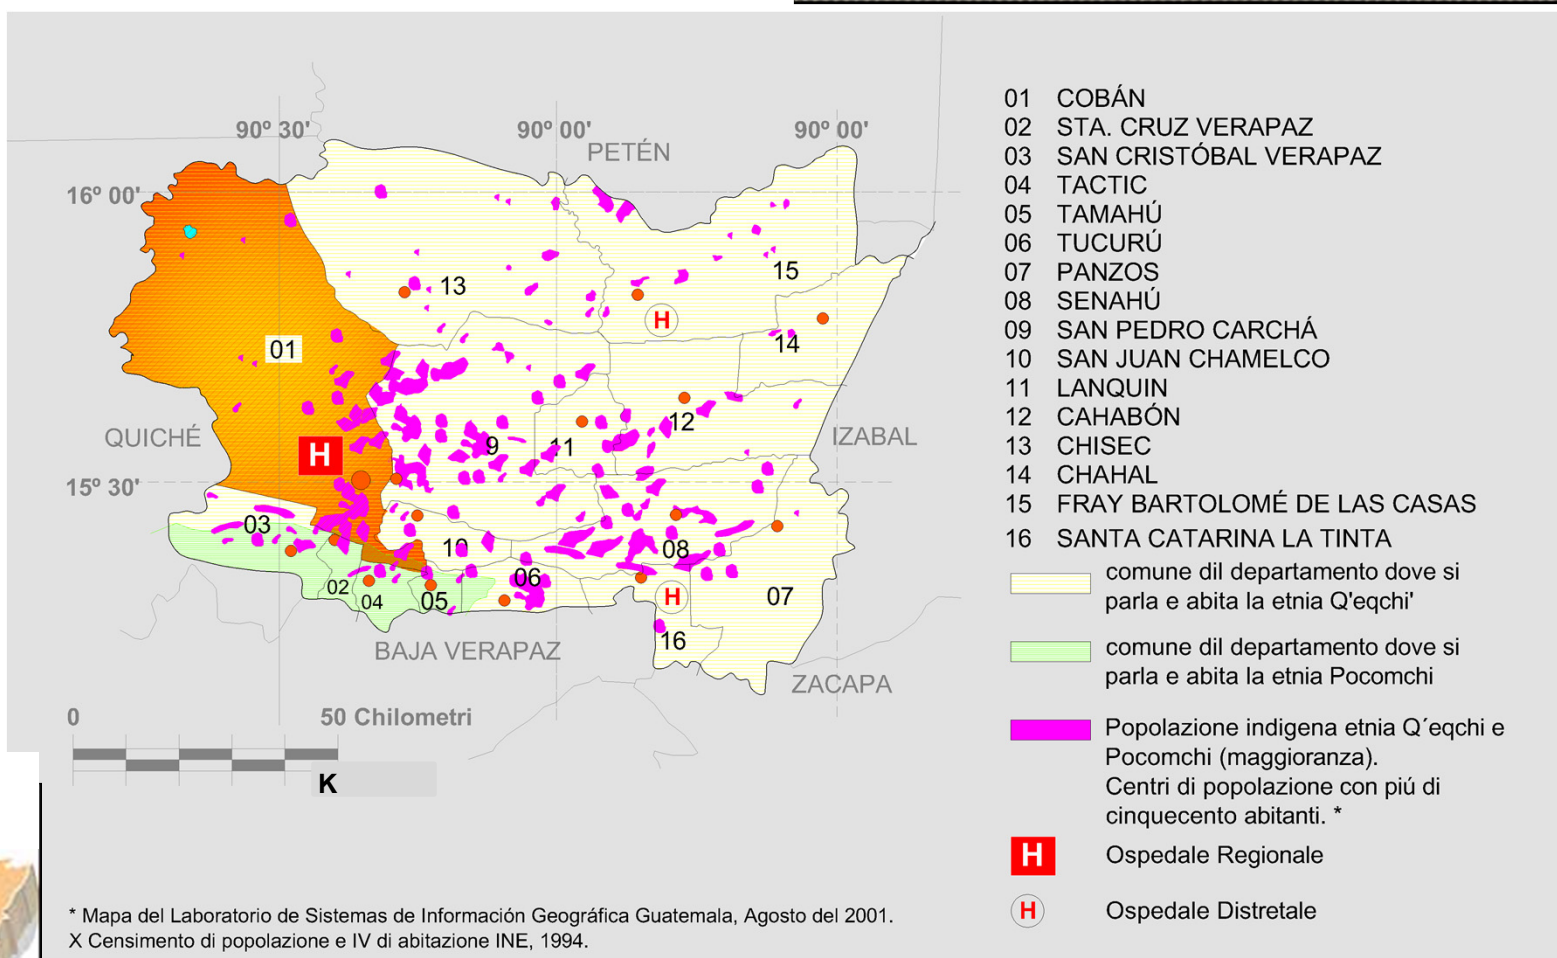 90º 30'
90º 00'
90º 00'
PETÉN
16º 00'
15
13
14
01
12
QUICHÉ
9
11
IZABAL
H
H
15º 30'
03
10
08
02
04
05
06
H
07
16
BAJA VERAPAZ
ZACAPA
0
50 Chilometri
K
01 COBÁN
02 STA. CRUZ VERAPAZ
03 SAN CRISTÓBAL VERAPAZ
04 TACTIC
05 TAMAHÚ
06 TUCURÚ
07 PANZOS
08 SENAHÚ
09 SAN PEDRO CARCHÁ
10 SAN JUAN CHAMELCO
11 LANQUIN
12 CAHABÓN
13 CHISEC
14 CHAHAL
15 FRAY BARTOLOMÉ DE LAS CASAS
16 SANTA CATARINA LA TINTA
comune dil departamento dove si
parla e abita la etnia Q'eqchi'
comune dil departamento dove si
parla e abita la etnia Pocomchi
Popolazione indigena etnia Q´eqchi e
Pocomchi (maggioranza).
Centri di popolazione con piú di
cinquecento abitanti. *
H Ospedale Regionale
H Ospedale Distretale
* Mapa del Laboratorio de Sistemas de Información Geográfica Guatemala, Agosto del 2001.
X Censimento di popolazione e IV di abitazione INE, 1994.